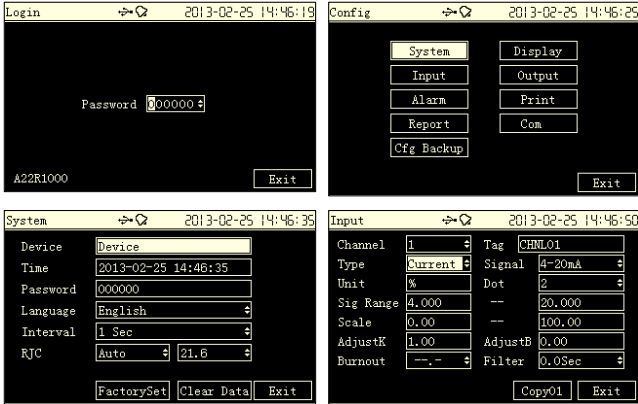 Login 2013-02-25 14:46:19
Password 000000
A22R1000 Exit
Config 2013-02-25 14:46:25
System Display
Input Output
Alarm Print
Report Com
Cfg Backup
Exit
System 2013-02-25 14:46:35
Device Device
Time 2013-02-25 14:46:35
Password 000000
Language English
Interval 1 Sec
RJC Auto 21.6
FactorySet Clear Data Exit
Input 2013-02-25 14:46:50
Channel 1 Tag CHNL01
Type Current Signal 4-20mA
Unit % Dot 2
Sig Range 4.000 -- 20.000
Scale 0.00 -- 100.00
AdjustK 1.00 AdjustB 0.00
Burnout --.- Filter 0.0Sec
Copy01 Exit